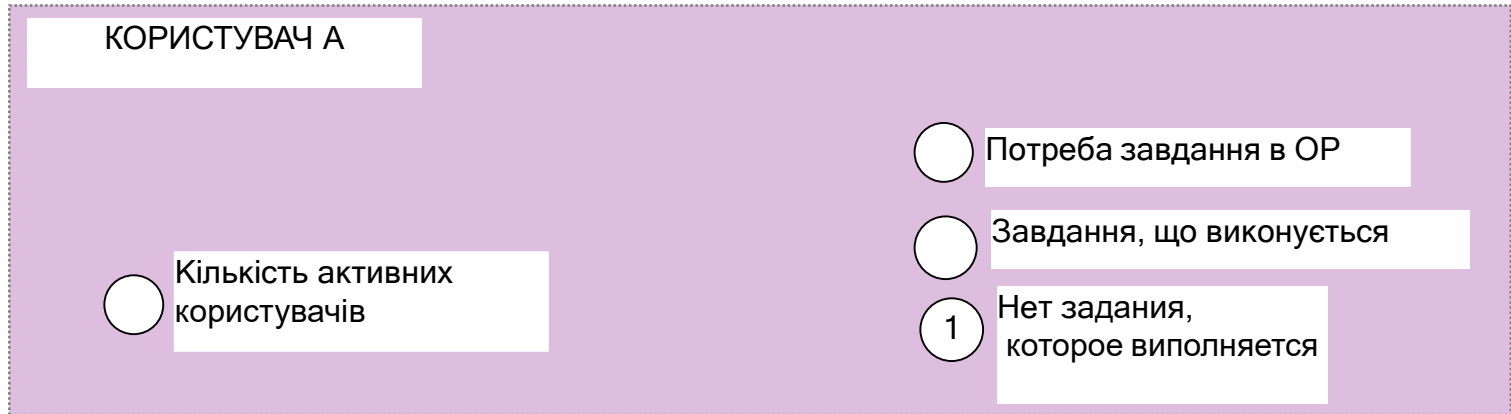 КОРИСТУВАЧ А
Потреба завдання в ОР
Завдання, що виконується
Кількість активних
користувачів
1
Нет задания,
которое виполняется